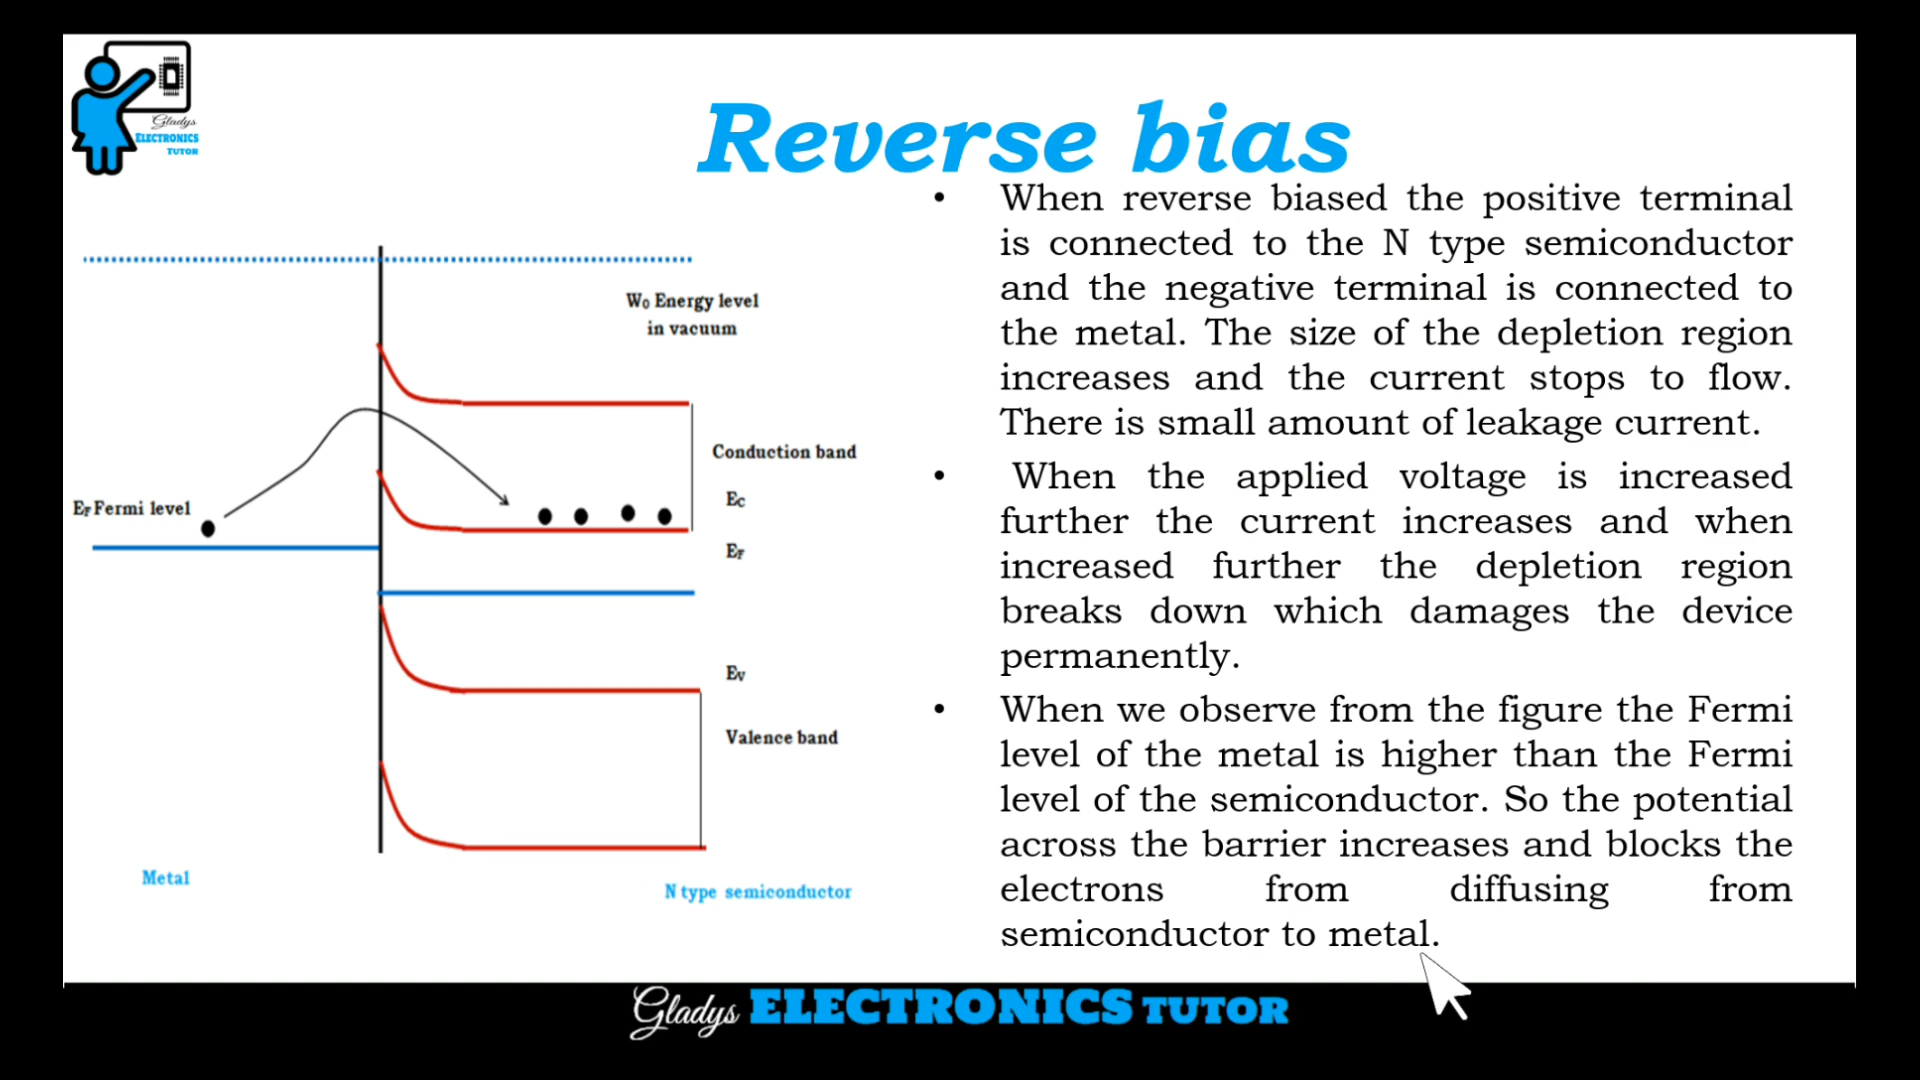 Gladys
ELECTRONICS
TUTOR
Reverse bias
W0 Energy level
in vacuum
Conduction band
EC
EF Fermi level
EF
EV
Valence band
Metal
N type semiconductor
• When reverse biased the positive terminal
is connected to the N type semiconductor
and the negative terminal is connected to
the metal. The size of the depletion region
increases and the current stops to flow.
There is small amount of leakage current.
• When the applied voltage is increased
further the current increases and when
increased further the depletion region
breaks down which damages the device
permanently.
• When we observe from the figure the Fermi
level of the metal is higher than the Fermi
level of the semiconductor. So the potential
across the barrier increases and blocks the
electrons from diffusing from
semiconductor to metal.
Gladys ELECTRONICS TUTOR